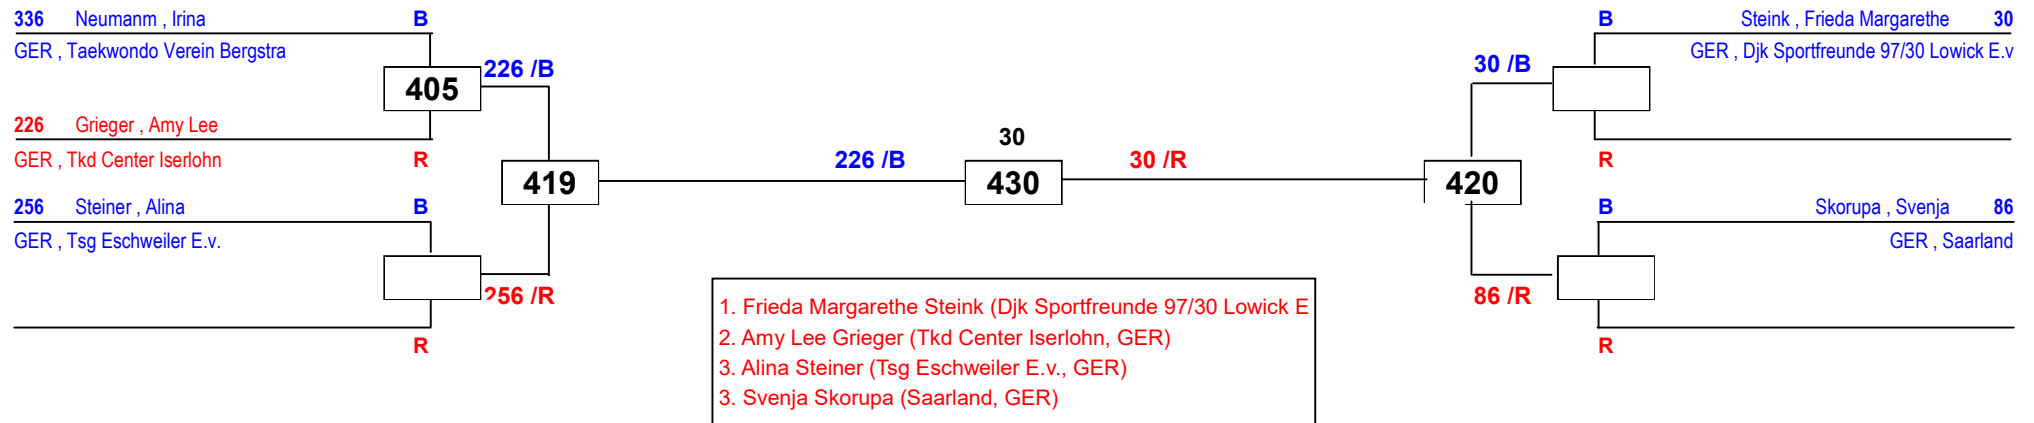 336 Neumanm , Irina B
GER , Taekwondo Verein Bergstra
405
226 /B
226 Grieger , Amy Lee
GER , Tkd Center Iserlohn R
256 Steiner , Alina B
GER , Tsg Eschweiler E.v.
256 /R
R
419
226 /B
30
430
30 /R
420
B Steink , Frieda Margarethe 30
GER , Djk Sportfreunde 97/30 Lowick E.v
30 /B
R
B Skorupa , Svenja 86
GER , Saarland
86 /R
R
1. Frieda Margarethe Steink (Djk Sportfreunde 97/30 Lowick E
2. Amy Lee Grieger (Tkd Center Iserlohn, GER)
3. Alina Steiner (Tsg Eschweiler E.v., GER)
3. Svenja Skorupa (Saarland, GER)